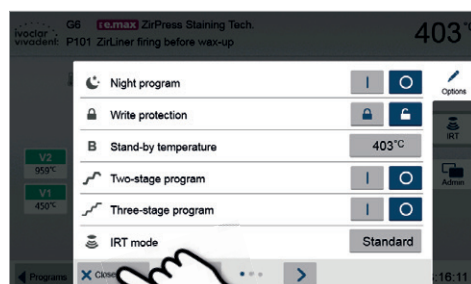 ivoclar vivadent:
G6 IPS e.max ZirPress Staining Tech.
P101 ZirLiner firing before wax-up
403°
Night program I O
Write protection
B Stand-by temperature 403°C
Two-stage program I O
Three-stage program I O
IRT mode Standard
Options
IRT
Admin
V2
959°C
V1
450°C
Programs
Close
:16:11